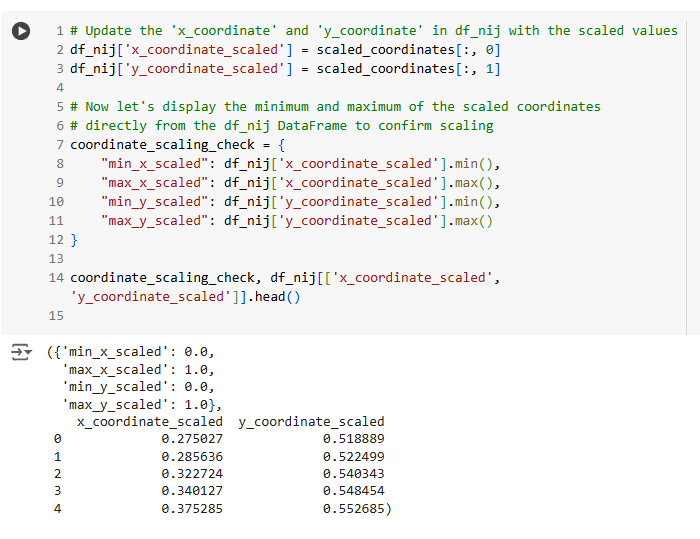 1 # Update the 'x_coordinate' and 'y_coordinate' in df_nij with the scaled values
2 df_nij['x_coordinate_scaled'] = scaled_coordinates[:, 0]
3 df_nij['y_coordinate_scaled'] = scaled_coordinates[:, 1]
4
5 # Now let's display the minimum and maximum of the scaled coordinates
6 # directly from the df_nij DataFrame to confirm scaling
7 coordinate_scaling_check = {
8     "min_x_scaled": df_nij['x_coordinate_scaled'].min(),
9     "max_x_scaled": df_nij['x_coordinate_scaled'].max(),
10     "min_y_scaled": df_nij['y_coordinate_scaled'].min(),
11     "max_y_scaled": df_nij['y_coordinate_scaled'].max()
12 }
13
14 coordinate_scaling_check, df_nij[['x_coordinate_scaled',
'y_coordinate_scaled']].head()
15
({'min_x_scaled': 0.0,
'max_x_scaled': 1.0,
'min_y_scaled': 0.0,
'max_y_scaled': 1.0},
x_coordinate_scaled  y_coordinate_scaled
0             0.275027             0.518889
1             0.285636             0.522499
2             0.322724             0.540343
3             0.340127             0.548454
4             0.375285             0.552685)